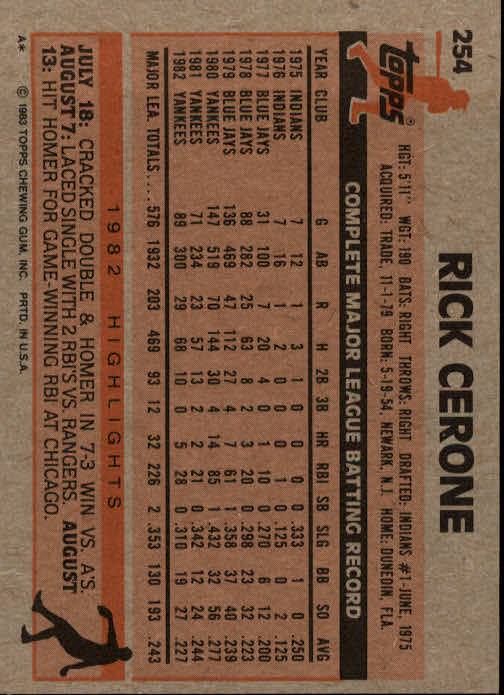 254
topps®
RICK CERONE
HGT: 5'11" WGT: 190 BATS: RIGHT THROWS: RIGHT DRAFTED: INDIANS #1-JUNE, 1975
ACQUIRED: TRADE, 11-1-79 BORN: 5-19-54, NEWARK, N.J. HOME: DUNEDIN, FLA.
COMPLETE MAJOR LEAGUE BATTING RECORD
YEAR CLUB G AB R H 2B 3B HR RBI SB SLG BB SO AVG
1975 INDIANS 7 12 1 3 1 0 0 0 0 .333 1 0 .250
1976 INDIANS 7 16 1 2 0 0 0 1 0 .125 0 2 .125
1977 BLUE JAYS 31 100 7 20 4 0 1 10 0 .270 6 12 .200
1978 BLUE JAYS 88 282 25 63 8 2 3 20 0 .298 23 32 .223
1979 BLUE JAYS 136 469 47 112 27 4 7 61 1 .358 37 40 .239
1980 YANKEES 147 519 70 144 30 4 14 85 1 .432 32 56 .277
1981 YANKEES 71 234 23 57 13 2 2 21 0 .342 12 24 .244
1982 YANKEES 89 300 29 68 10 0 5 28 0 .310 19 27 .227
MAJOR LEA. TOTALS.... 576 1932 203 469 93 12 32 226 2 .353 130 193 .243
1982 HIGHLIGHTS
JULY 18: CRACKED DOUBLE & HOMER IN 7-3 WIN VS. A'S.
AUGUST 7: LACED SINGLE WITH 2 RBI'S VS. RANGERS. AUGUST
13: HIT HOMER FOR GAME-WINNING RBI AT CHICAGO.
A* © 1983 TOPPS CHEWING GUM, INC. PRTD. IN U.S.A.